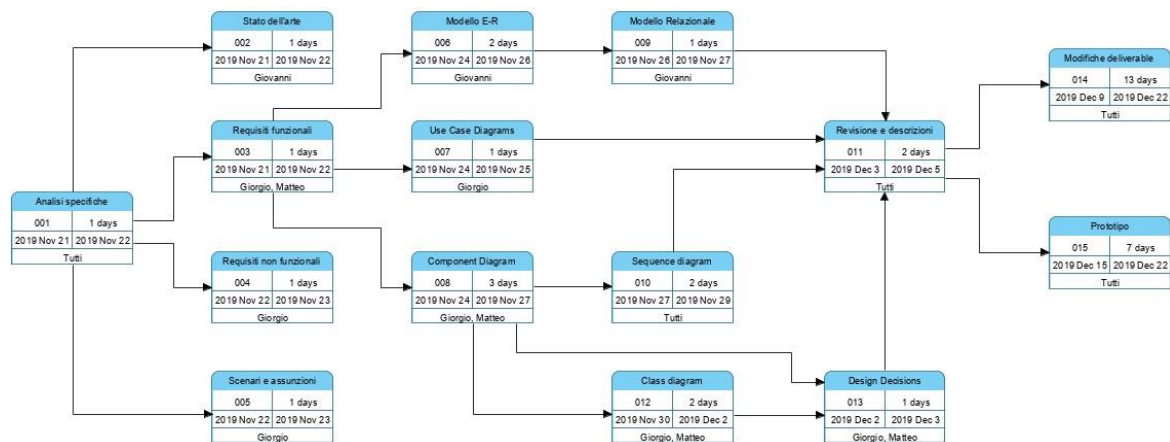 Stato dell'arte
002 1 days
2019 Nov 21 2019 Nov 22
Giovanni
Modello E-R
006 2 days
2019 Nov 24 2019 Nov 26
Giovanni
Modello Relazionale
009 1 days
2019 Nov 26 2019 Nov 27
Giovanni
Modifiche deliverable
014 13 days
2019 Dec 9 2019 Dec 22
Tutti
Requisiti funzionali
003 1 days
2019 Nov 21 2019 Nov 22
Giorgio, Matteo
Use Case Diagrams
007 1 days
2019 Nov 24 2019 Nov 25
Giorgio
Revisione e descrizioni
011 2 days
2019 Dec 3 2019 Dec 5
Tutti
Analisi specifiche
001 1 days
2019 Nov 21 2019 Nov 22
Tutti
Prototipo
015 7 days
2019 Dec 15 2019 Dec 22
Tutti
Requisiti non funzionali
004 1 days
2019 Nov 22 2019 Nov 23
Giorgio
Component Diagram
008 3 days
2019 Nov 24 2019 Nov 27
Giorgio, Matteo
Sequence diagram
010 2 days
2019 Nov 27 2019 Nov 29
Tutti
Scenari e assunzioni
005 1 days
2019 Nov 22 2019 Nov 23
Giorgio
Class diagram
012 2 days
2019 Nov 30 2019 Dec 2
Giorgio, Matteo
Design Decisions
013 1 days
2019 Dec 2 2019 Dec 3
Giorgio, Matteo